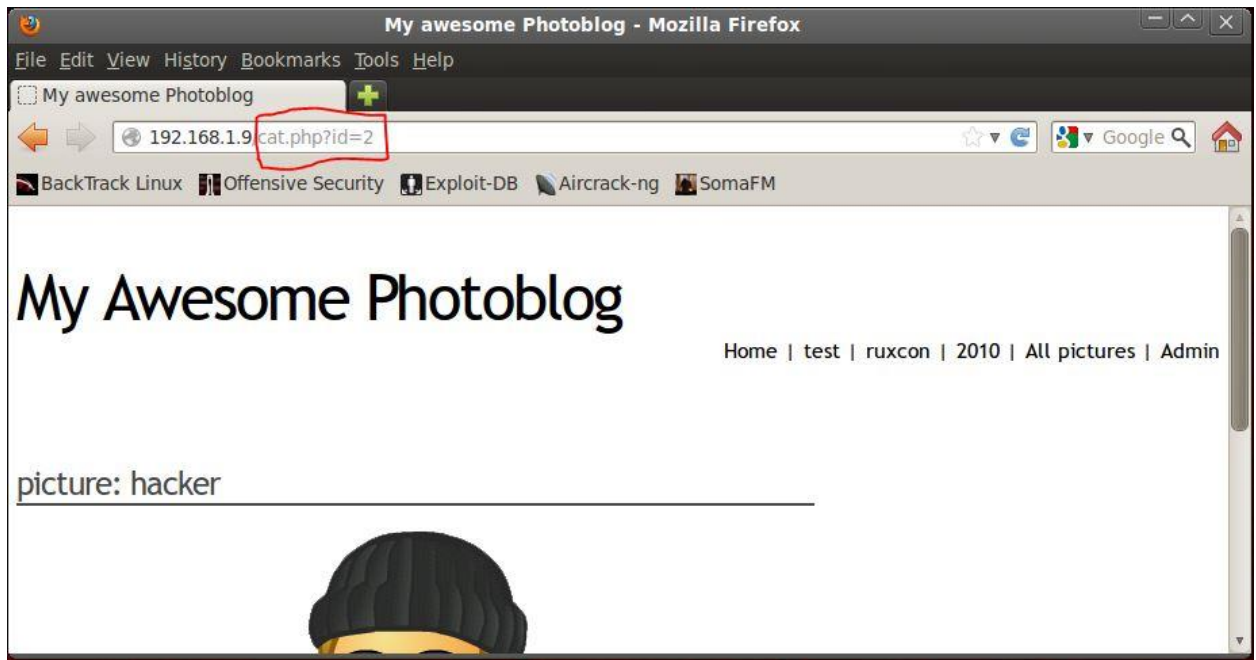 My awesome Photoblog - Mozilla Firefox
File Edit View History Bookmarks Tools Help
My awesome Photoblog
192.168.1.9/cat.php?id=2
Google
BackTrack Linux Offensive Security Exploit-DB Aircrack-ng SomaFM
My Awesome Photoblog
Home | test | ruxcon | 2010 | All pictures | Admin
picture: hacker